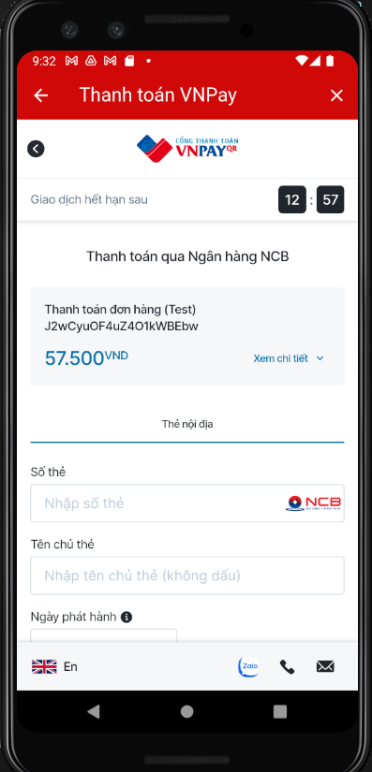 9:32
Thanh toán VNPay
CỔNG THANH TOÁN
VNPAYQR
Giao dịch hết hạn sau
12 : 57
Thanh toán qua Ngân hàng NCB
Thanh toán đơn hàng (Test)
J2wCyuOF4uZ4O1kWBEbw
57.500VND
Xem chi tiết
Thẻ nội địa
Số thẻ
Nhập số thẻ
NCB
Tên chủ thẻ
Nhập tên chủ thẻ (không dấu)
Ngày phát hành
En
Zalo